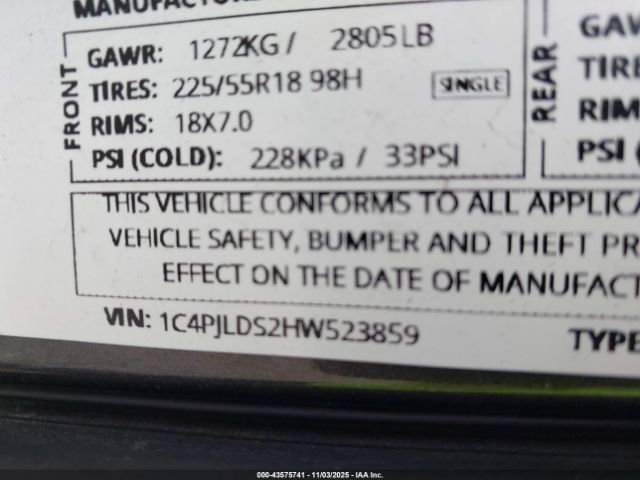 MANUFACTURED
FRONT
GAWR: 1272KG / 2805LB
TIRES: 225/55R18 98H SINGLE
RIMS: 18X7.0
PSI (COLD): 228KPa / 33PSI
REAR
GAW
TIRE
RIM
PSI (
THIS VEHICLE CONFORMS TO ALL APPLICA
VEHICLE SAFETY, BUMPER AND THEFT PR
EFFECT ON THE DATE OF MANUFACT
VIN: 1C4PJLDS2HW523859 TYPE
000-43575741 - 11/03/2025 - IAA Inc.